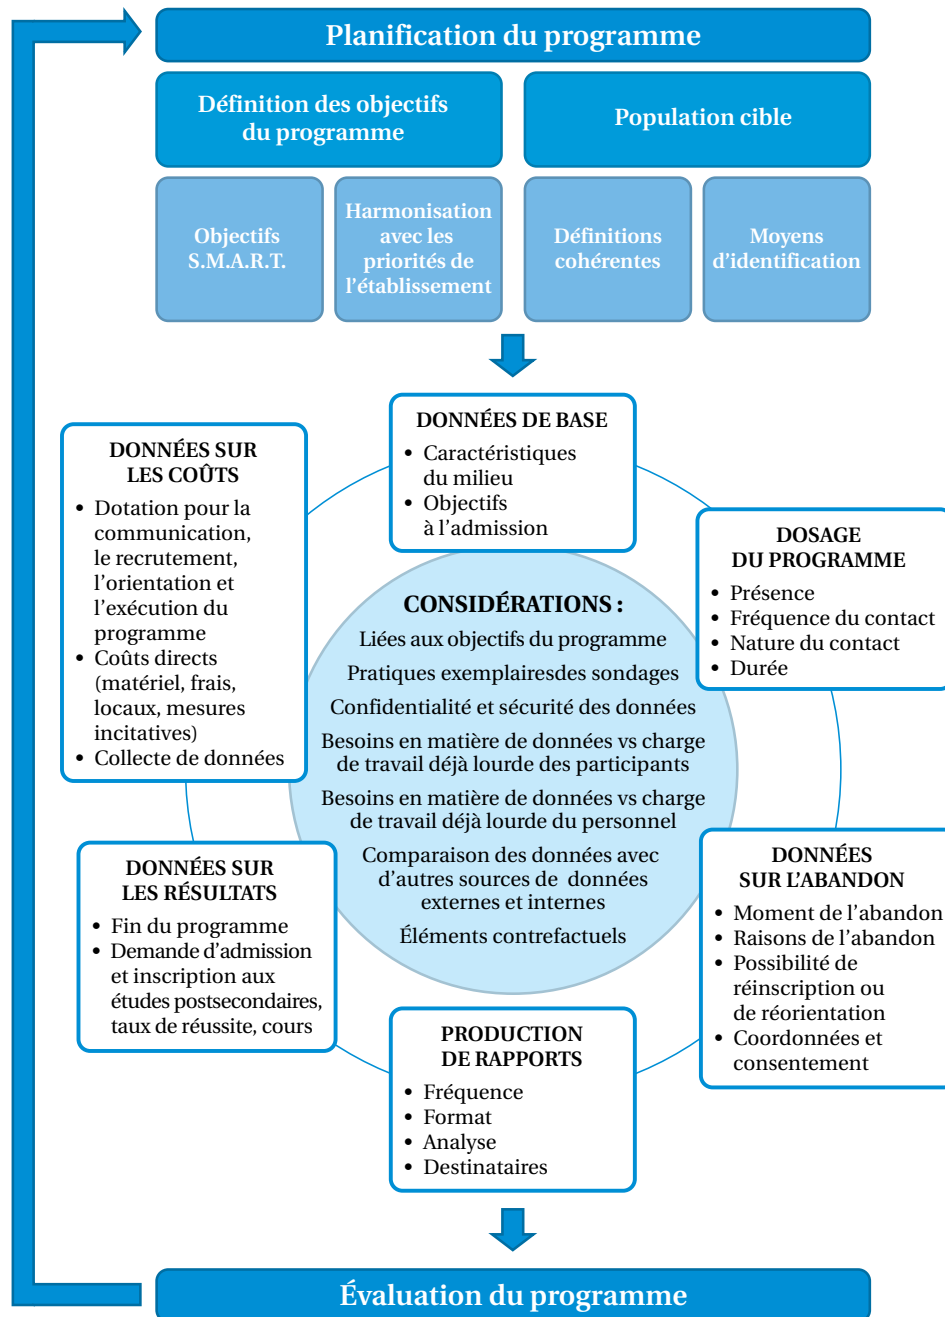 Planification du programme
Définition des objectifs
du programme
Population cible
Objectifs
S.M.A.R.T.
Harmonisation
avec les
priorités de
l'établissement
Définitions
cohérentes
Moyens
d'identification
DONNÉES DE BASE
• Caractéristiques
du milieu
• Objectifs
à l'admission
DONNÉES SUR
LES COÛTS
• Dotation pour la
communication,
le recrutement,
l'orientation et
l'exécution du
programme
• Coûts directs
(matériel, frais,
locaux, mesures
incitatives)
• Collecte de données
DOSAGE
DU PROGRAMME
• Présence
• Fréquence du contact
• Nature du contact
• Durée
CONSIDÉRATIONS :
Liées aux objectifs du programme
Pratiques exemplairesdes sondages
Confidentialité et sécurité des données
Besoins en matière de données vs charge
de travail déjà lourde des participants
Besoins en matière de données vs charge
de travail déjà lourde du personnel
Comparaison des données avec
d'autres sources de données
externes et internes
Éléments contrefactuels
DONNÉES SUR
LES RÉSULTATS
• Fin du programme
• Demande d'admission
et inscription aux
études postsecondaires,
taux de réussite, cours
DONNÉES
SUR L'ABANDON
• Moment de l'abandon
• Raisons de l'abandon
• Possibilité de
réinscription ou
de réorientation
• Coordonnées et
consentement
PRODUCTION
DE RAPPORTS
• Fréquence
• Format
• Analyse
• Destinataires
Évaluation du programme